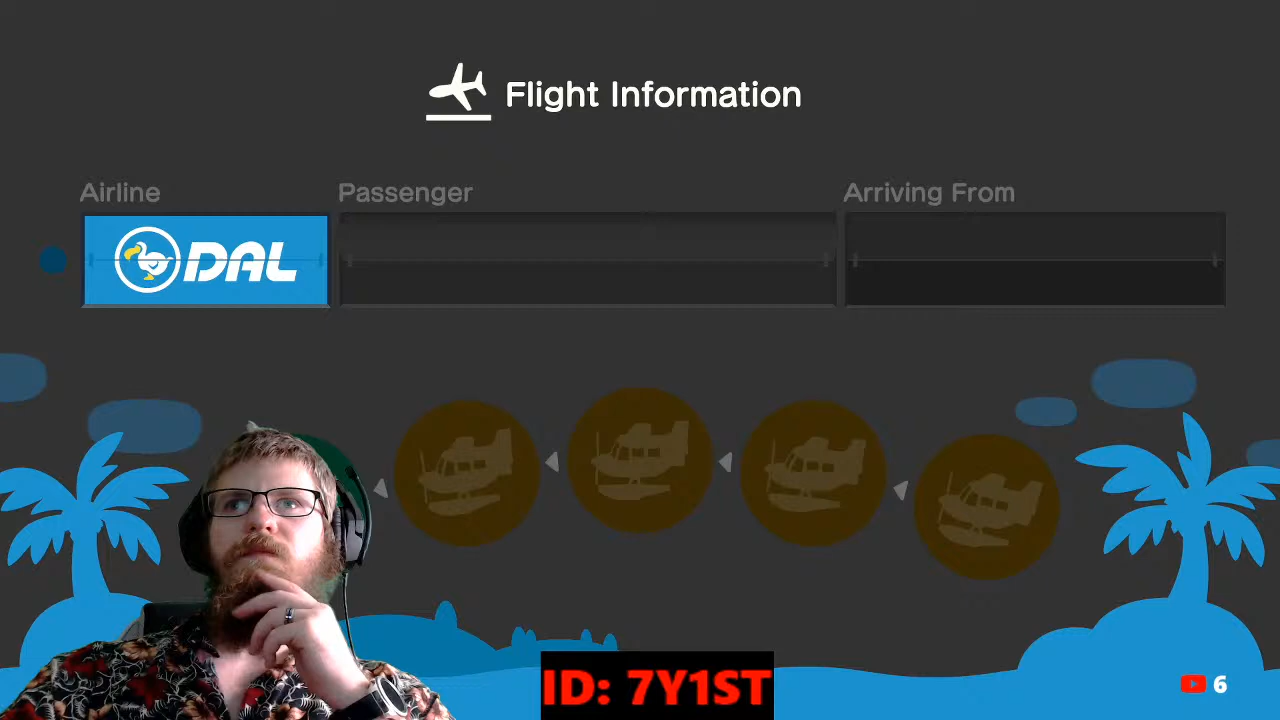 Flight Information
Airline
Passenger
Arriving From
DAL
ID: 7Y1ST
6